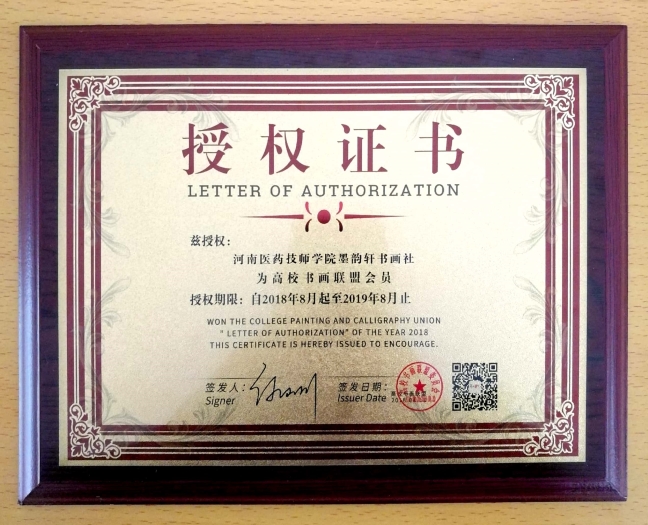 授权证书
LETTER OF AUTHORIZATION
兹授权：
河南医药技师学院墨韵轩书画社
为高校书画联盟会员
授权期限：自2018年8月起至2019年8月止
WON THE COLLEGE PAINTING AND CALLIGRAPHY UNION
" LETTER OF AUTHORIZATION" OF THE YEAR 2018
THIS CERTIFICATE IS HEREBY ISSUED TO ENCOURAGE.
签发人：
Signer
签发日期：
Issuer Date